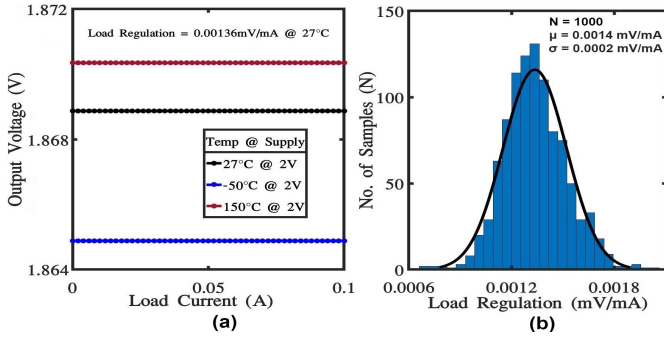 1.872
1.868
1.864
Output Voltage (V)
Load Regulation = 0.00136mV/mA @ 27°C
Temp @ Supply
27°C @ 2V
-50°C @ 2V
150°C @ 2V
0
0.05
0.1
Load Current (A)
(a)
150
100
50
0
No. of Samples (N)
N = 1000
μ = 0.0014 mV/mA
σ = 0.0002 mV/mA
0.0006
0.0012
0.0018
Load Regulation (mV/mA)
(b)